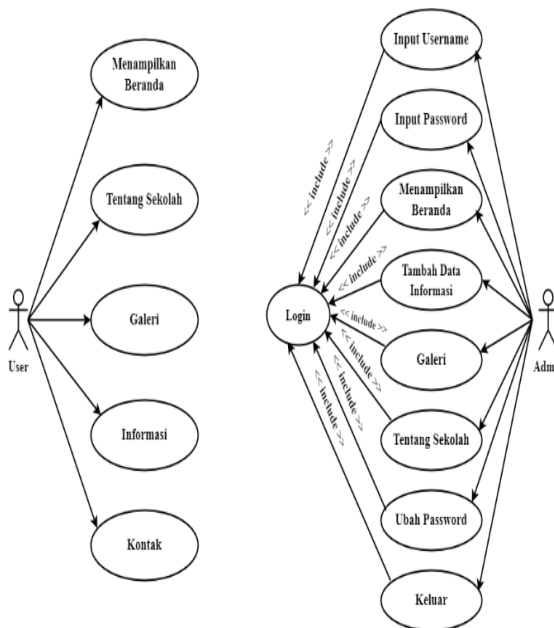 Menampilkan
Beranda
Tentang Sekolah
Galeri
Informasi
Kontak
User
Input Username
Input Password
Menampilkan
Beranda
Tambah Data
Informasi
Galeri
Tentang Sekolah
Ubah Password
Keluar
Login
<< include >>
<< include >>
<< include >>
<< include >>
<< include >>
<< include >>
<< include >>
<< include >>
Adm